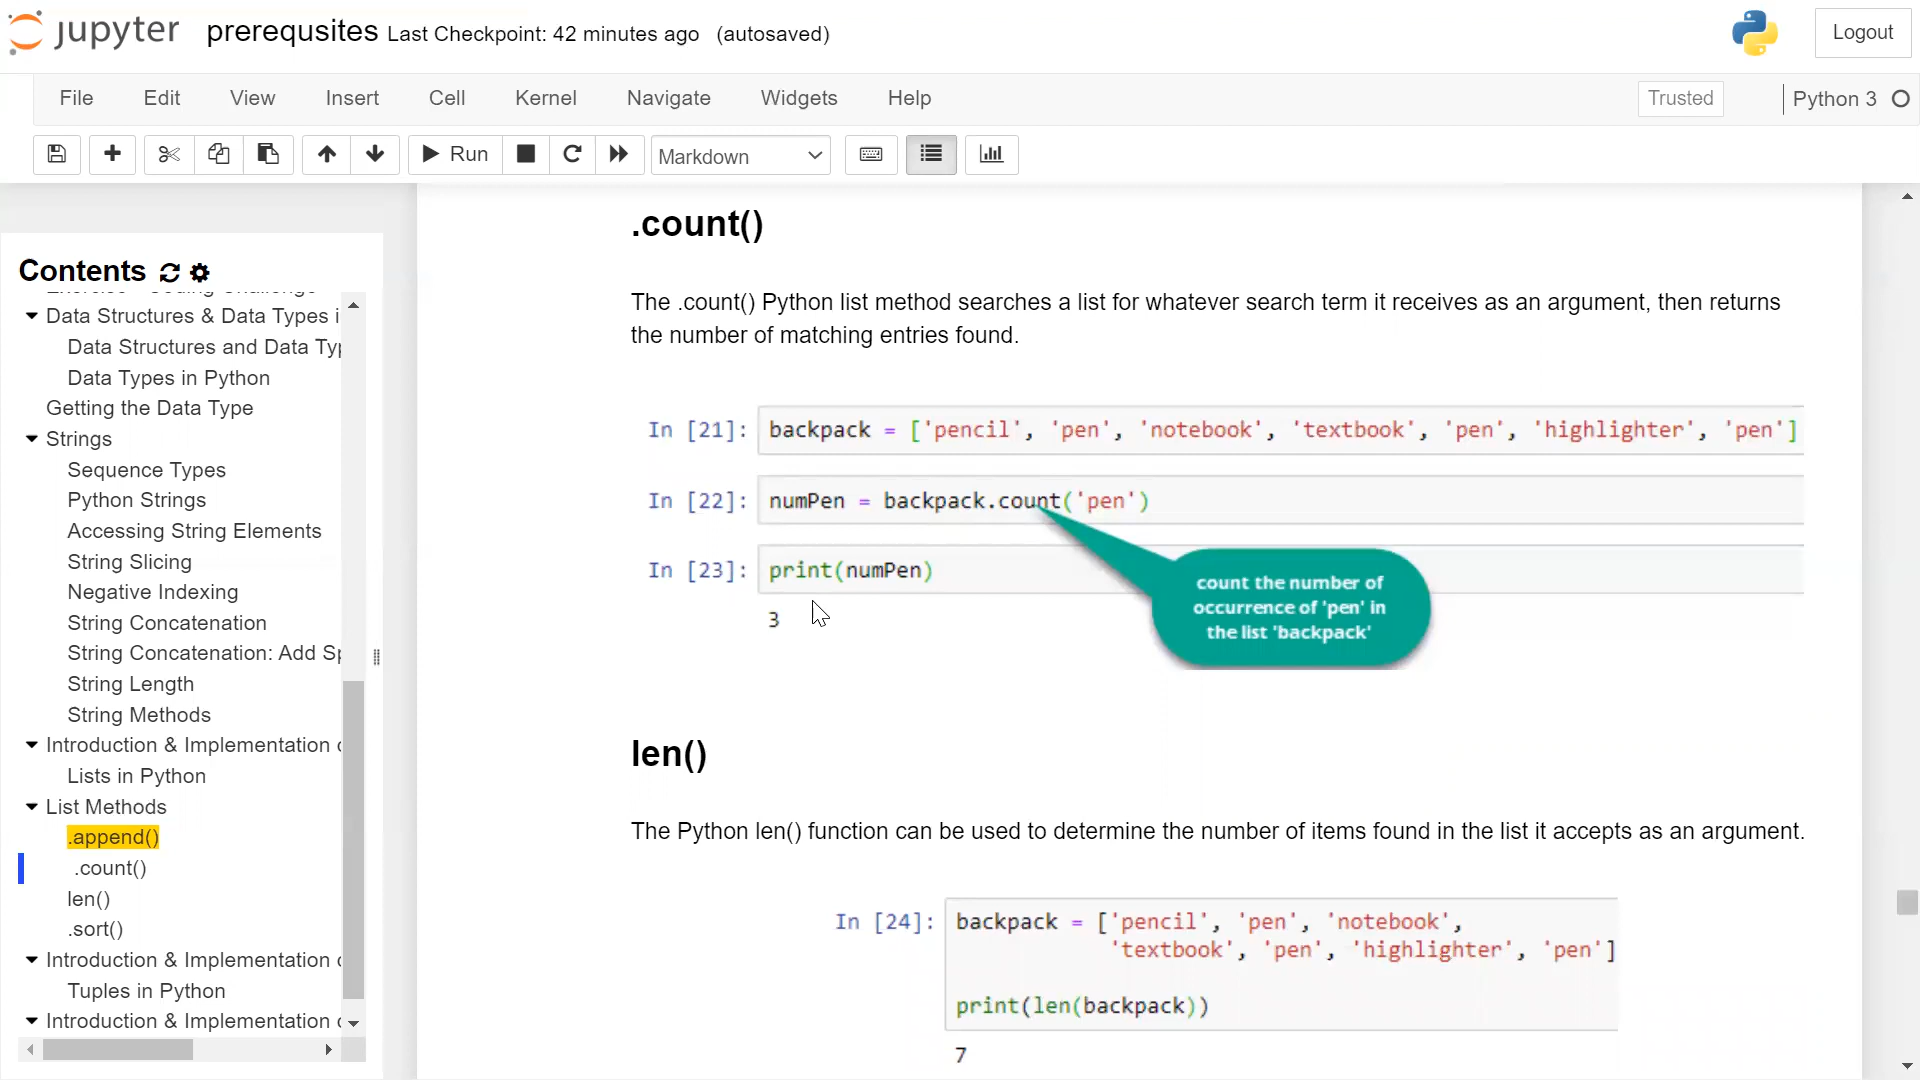 jupyter prerequsites Last Checkpoint: 42 minutes ago (autosaved)
Logout
File Edit View Insert Cell Kernel Navigate Widgets Help
Trusted
Python 3
Run
Markdown
Contents
Data Structures & Data Types i
Data Structures and Data Typ
Data Types in Python
Getting the Data Type
Strings
Sequence Types
Python Strings
Accessing String Elements
String Slicing
Negative Indexing
String Concatenation
String Concatenation: Add Sp
String Length
String Methods
Introduction & Implementation o
Lists in Python
List Methods
.append()
.count()
len()
.sort()
Introduction & Implementation o
Tuples in Python
Introduction & Implementation o
.count()
The .count() Python list method searches a list for whatever search term it receives as an argument, then returns
the number of matching entries found.
In [21]: backpack = ['pencil', 'pen', 'notebook', 'textbook', 'pen', 'highlighter', 'pen']
In [22]: numPen = backpack.count('pen')
In [23]: print(numPen)
3
count the number of
occurrence of 'pen' in
the list 'backpack'
len()
The Python len() function can be used to determine the number of items found in the list it accepts as an argument.
In [24]: backpack = ['pencil', 'pen', 'notebook',
'textbook', 'pen', 'highlighter', 'pen']
print(len(backpack))
7